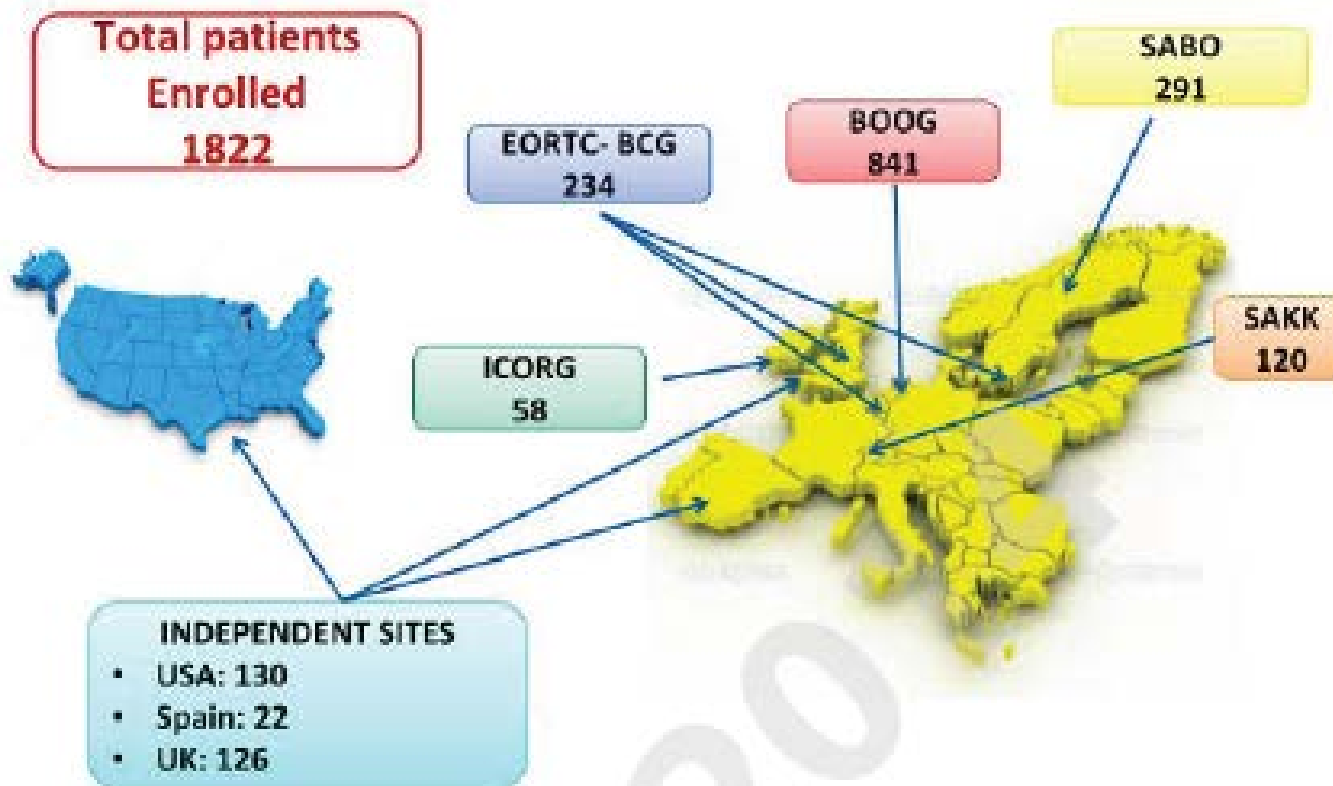 Total patients
Enrolled
1822
EORTC- BCG
234
BOOG
841
SABO
291
ICORG
58
SAKK
120
INDEPENDENT SITES
• USA: 130
• Spain: 22
• UK: 126